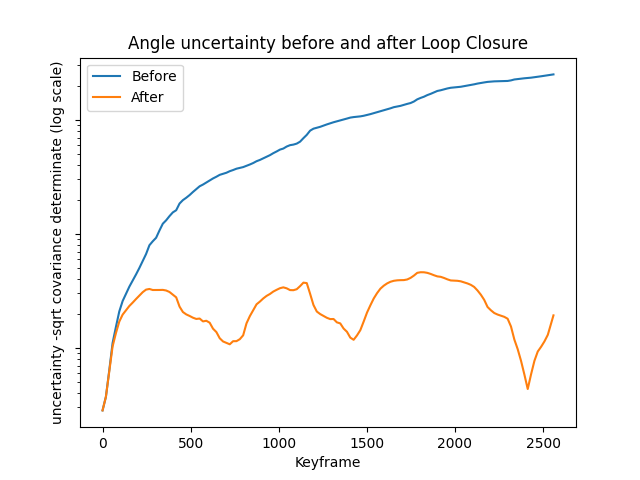 Angle uncertainty before and after Loop Closure
uncertainty -sqrt covariance determinate (log scale)
Before
After
0 500 1000 1500 2000 2500
Keyframe